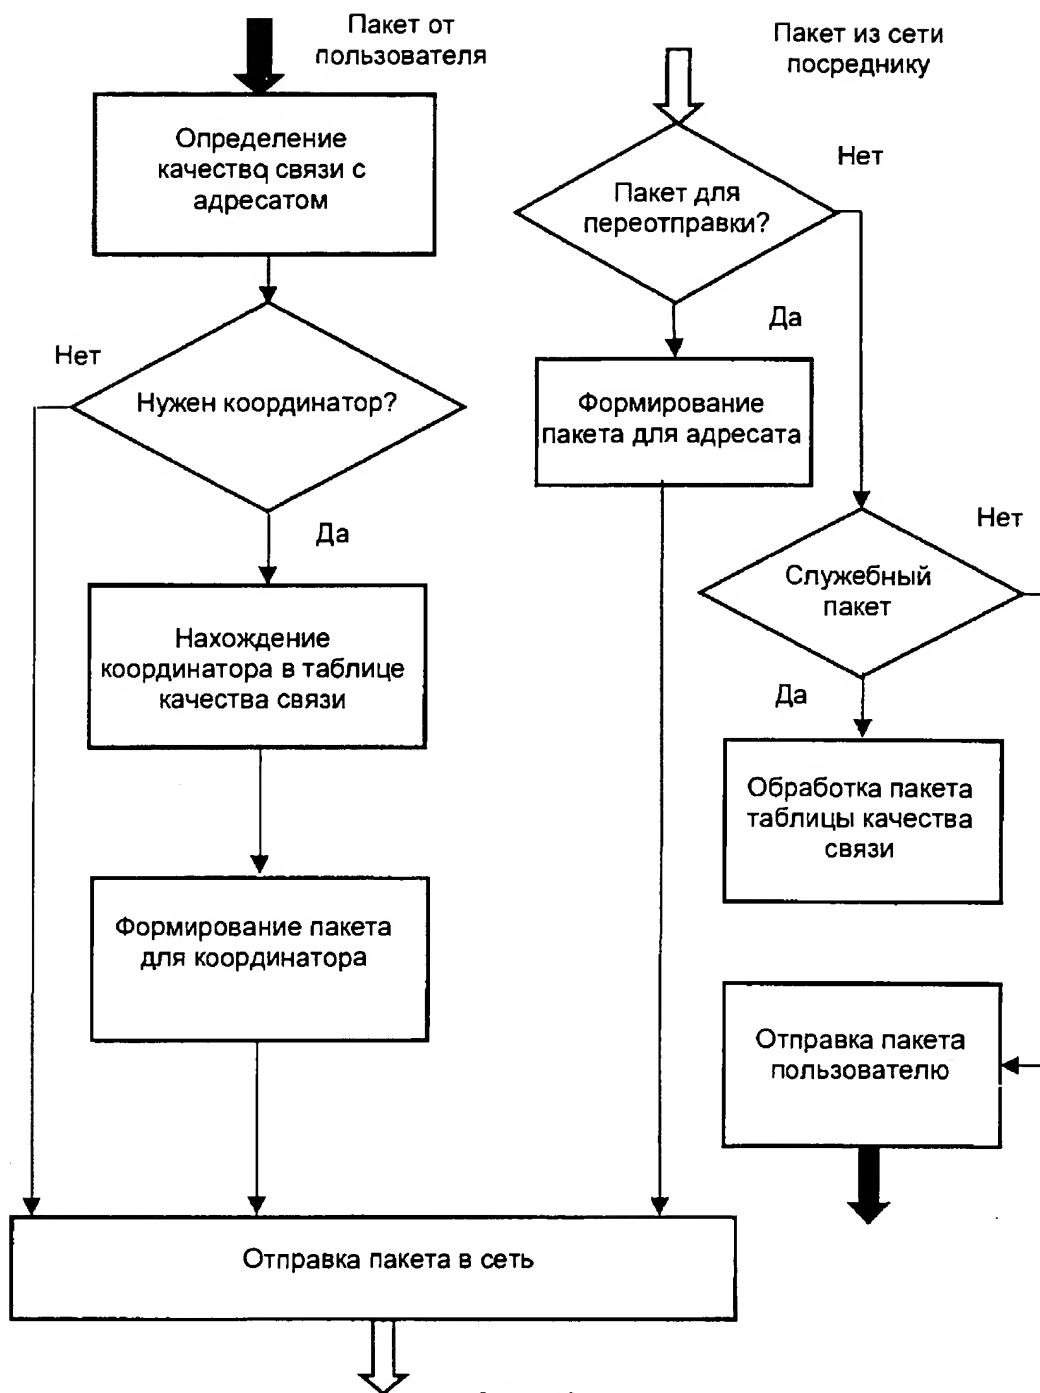 Пакет от
пользователя
Определение
качество связи с
адресатом
Нет
Нужен координатор?
Да
Нахождение
координатора в таблице
качества связи
Формирование пакета
для координатора
Пакет из сети
посреднику
Нет
Пакет для
переотправки?
Да
Формирование
пакета для адресата
Нет
Служебный
пакет
Да
Обработка пакета
таблицы качества
связи
Отправка пакета
пользователю
Отправка пакета в сеть